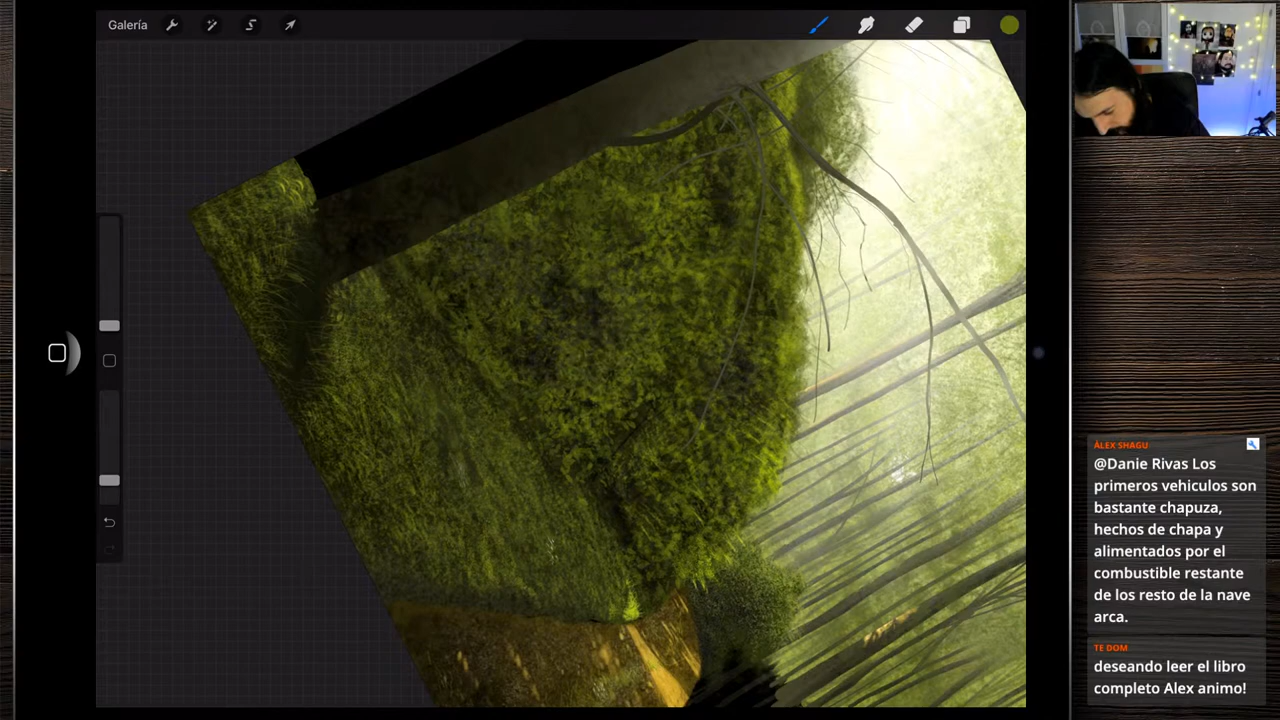 Galería
ÀLEX SHAGU
@Danie Rivas Los
primeros vehiculos son
bastante chapuza,
hechos de chapa y
alimentados por el
combustible restante
de los resto de la nave
arca.
TE DOM
deseando leer el libro
completo Alex animo!